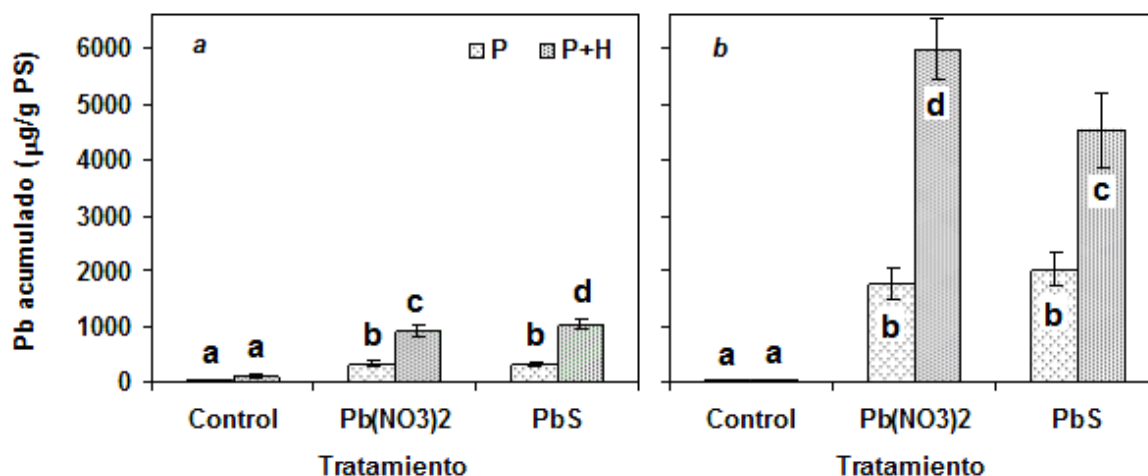 Pb acumulado (µg/g PS)
6000
5000
4000
3000
2000
1000
0
a
P P+H
a a b c b d
Control Pb(NO3)2 PbS
Tratamiento
b
a a b d b c
Control Pb(NO3)2 PbS
Tratamiento